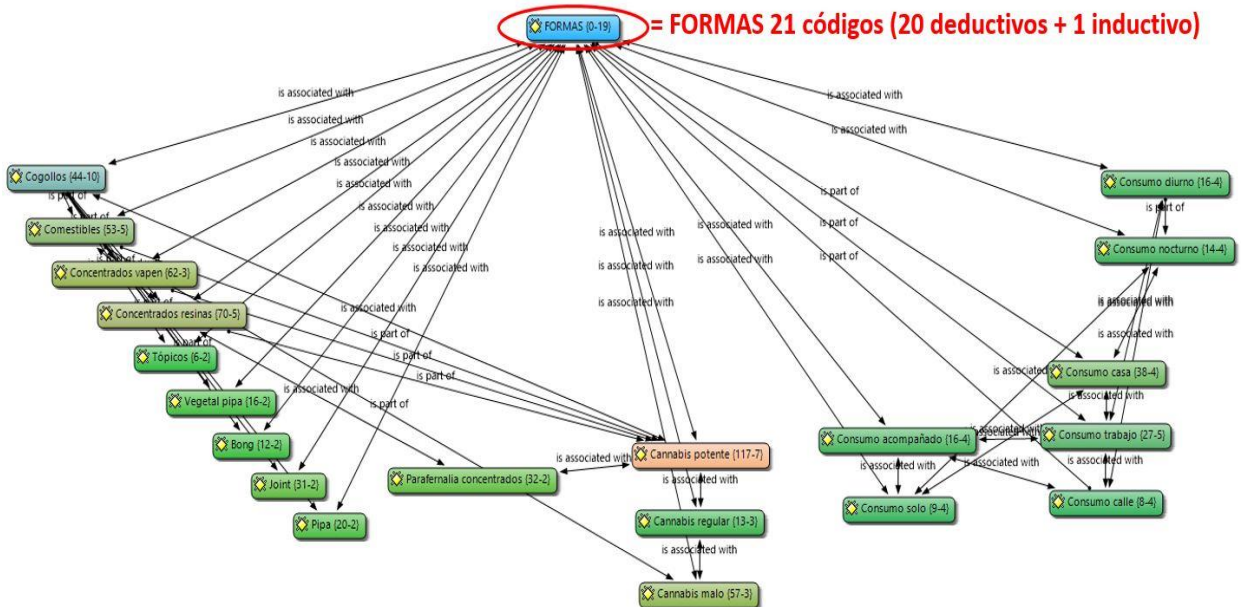 FORMAS {0-19}
= FORMAS 21 códigos (20 deductivos + 1 inductivo)
is associated with
is associated with
is associated with
is associated with
is associated with
is associated with
is associated with
is associated with
is associated with
is associated with
is associated with
Cogollos {44-10}
is part of
Comestibles {53-5}
is part of
Concentrados vapen {62-3}
is part of
Concentrados resinas {70-5}
is part of
Tópicos {6-2}
Vegetal pipa {16-2}
Bong {12-2}
Joint {31-2}
Pipa {20-2}
is associated with
is part of
is part of
is part of
is associated with
is part of
is associated with
is associated with
is associated with
is associated with
is part of
is part of
is part of
Consumo diurno {16-4}
is part of
Consumo nocturno {14-4}
is associated with
is associated with
Consumo casa {38-4}
is associated with
is associated with
Consumo acompañado {16-4}
Consumo trabajo {27-5}
is associated with
is associated with
Consumo solo {9-4}
Consumo calle {8-4}
Cannabis potente {117-7}
is associated with
Parafernalia concentrados {32-2}
is associated with
Cannabis regular {13-3}
is associated with
Cannabis malo {57-3}